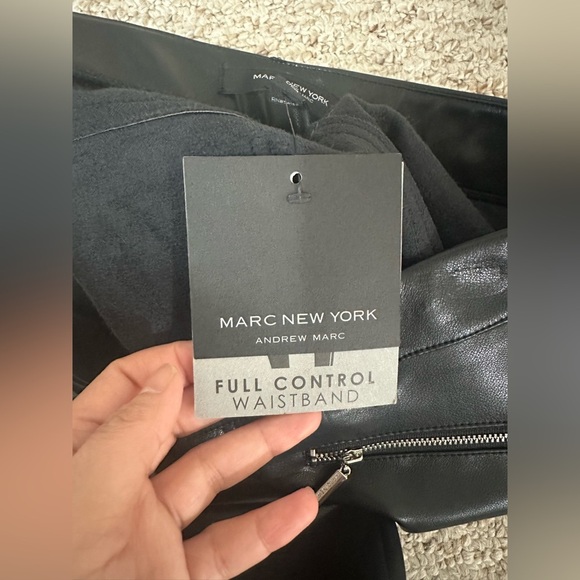 MARC NEW YORK
MARC NEW YORK
ANDREW MARC
FULL CONTROL
WAISTBAND